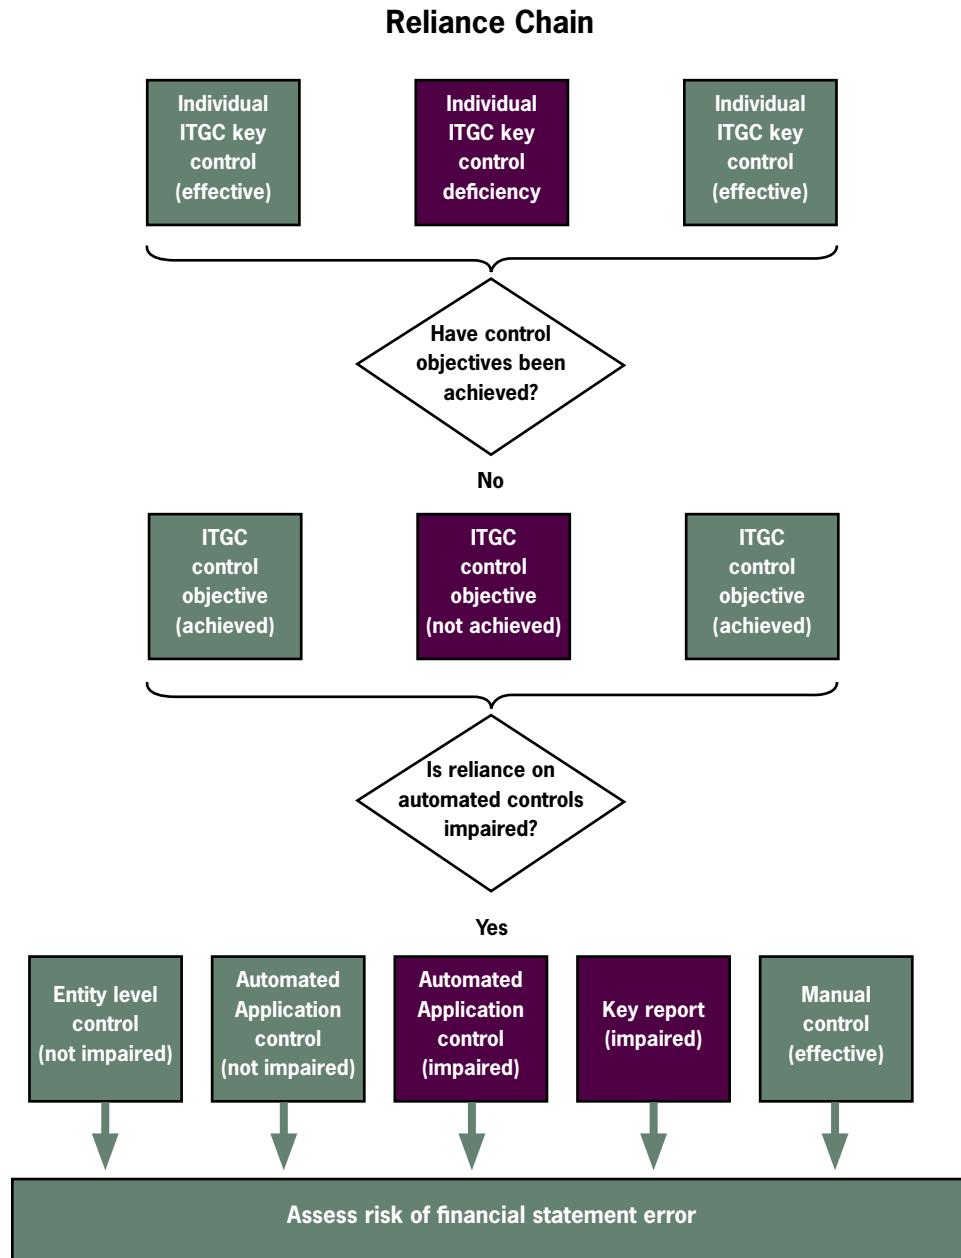 Reliance Chain
Individual
ITGC key
control
(effective)
Individual
ITGC key
control
deficiency
Individual
ITGC key
control
(effective)
Have control
objectives been
achieved?
No
ITGC
control
objective
(achieved)
ITGC
control
objective
(not achieved)
ITGC
control
objective
(achieved)
Is reliance on
automated controls
impaired?
Yes
Entity level
control
(not impaired)
Automated
Application
control
(not impaired)
Automated
Application
control
(impaired)
Key report
(impaired)
Manual
control
(effective)
Assess risk of financial statement error